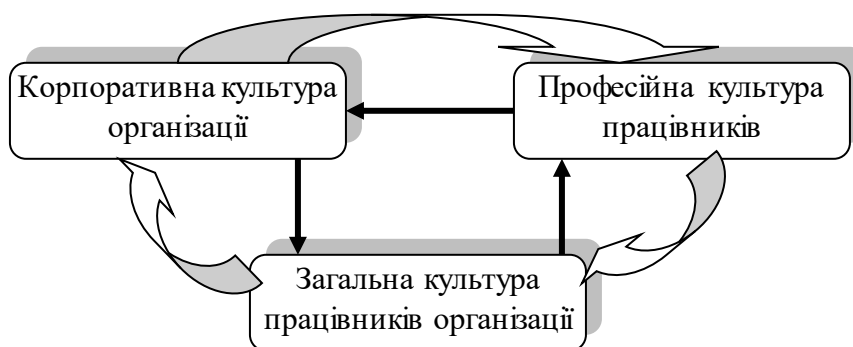 Корпоративна культура
організації
Професійна культура
працівників
Загальна культура
працівників організації